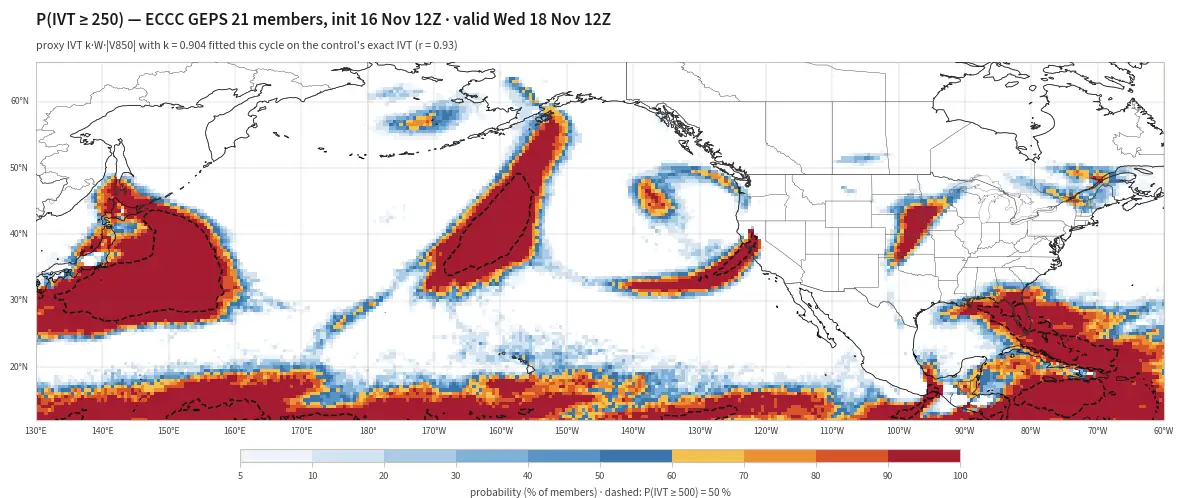 P(IVT ≥ 250) — ECCC GEPS 21 members, init 16 Nov 12Z · valid Wed 18 Nov 12Z
proxy IVT k·W·|V850| with k = 0.904 fitted this cycle on the control's exact IVT (r = 0.93)
60°N
50°N
40°N
30°N
20°N
130°E 140°E 150°E 160°E 170°E 180° 170°W 160°W 150°W 140°W 130°W 120°W 110°W 100°W 90°W 80°W 70°W 60°W
5 10 20 30 40 50 60 70 80 90 100
probability (% of members) · dashed: P(IVT ≥ 500) = 50 %